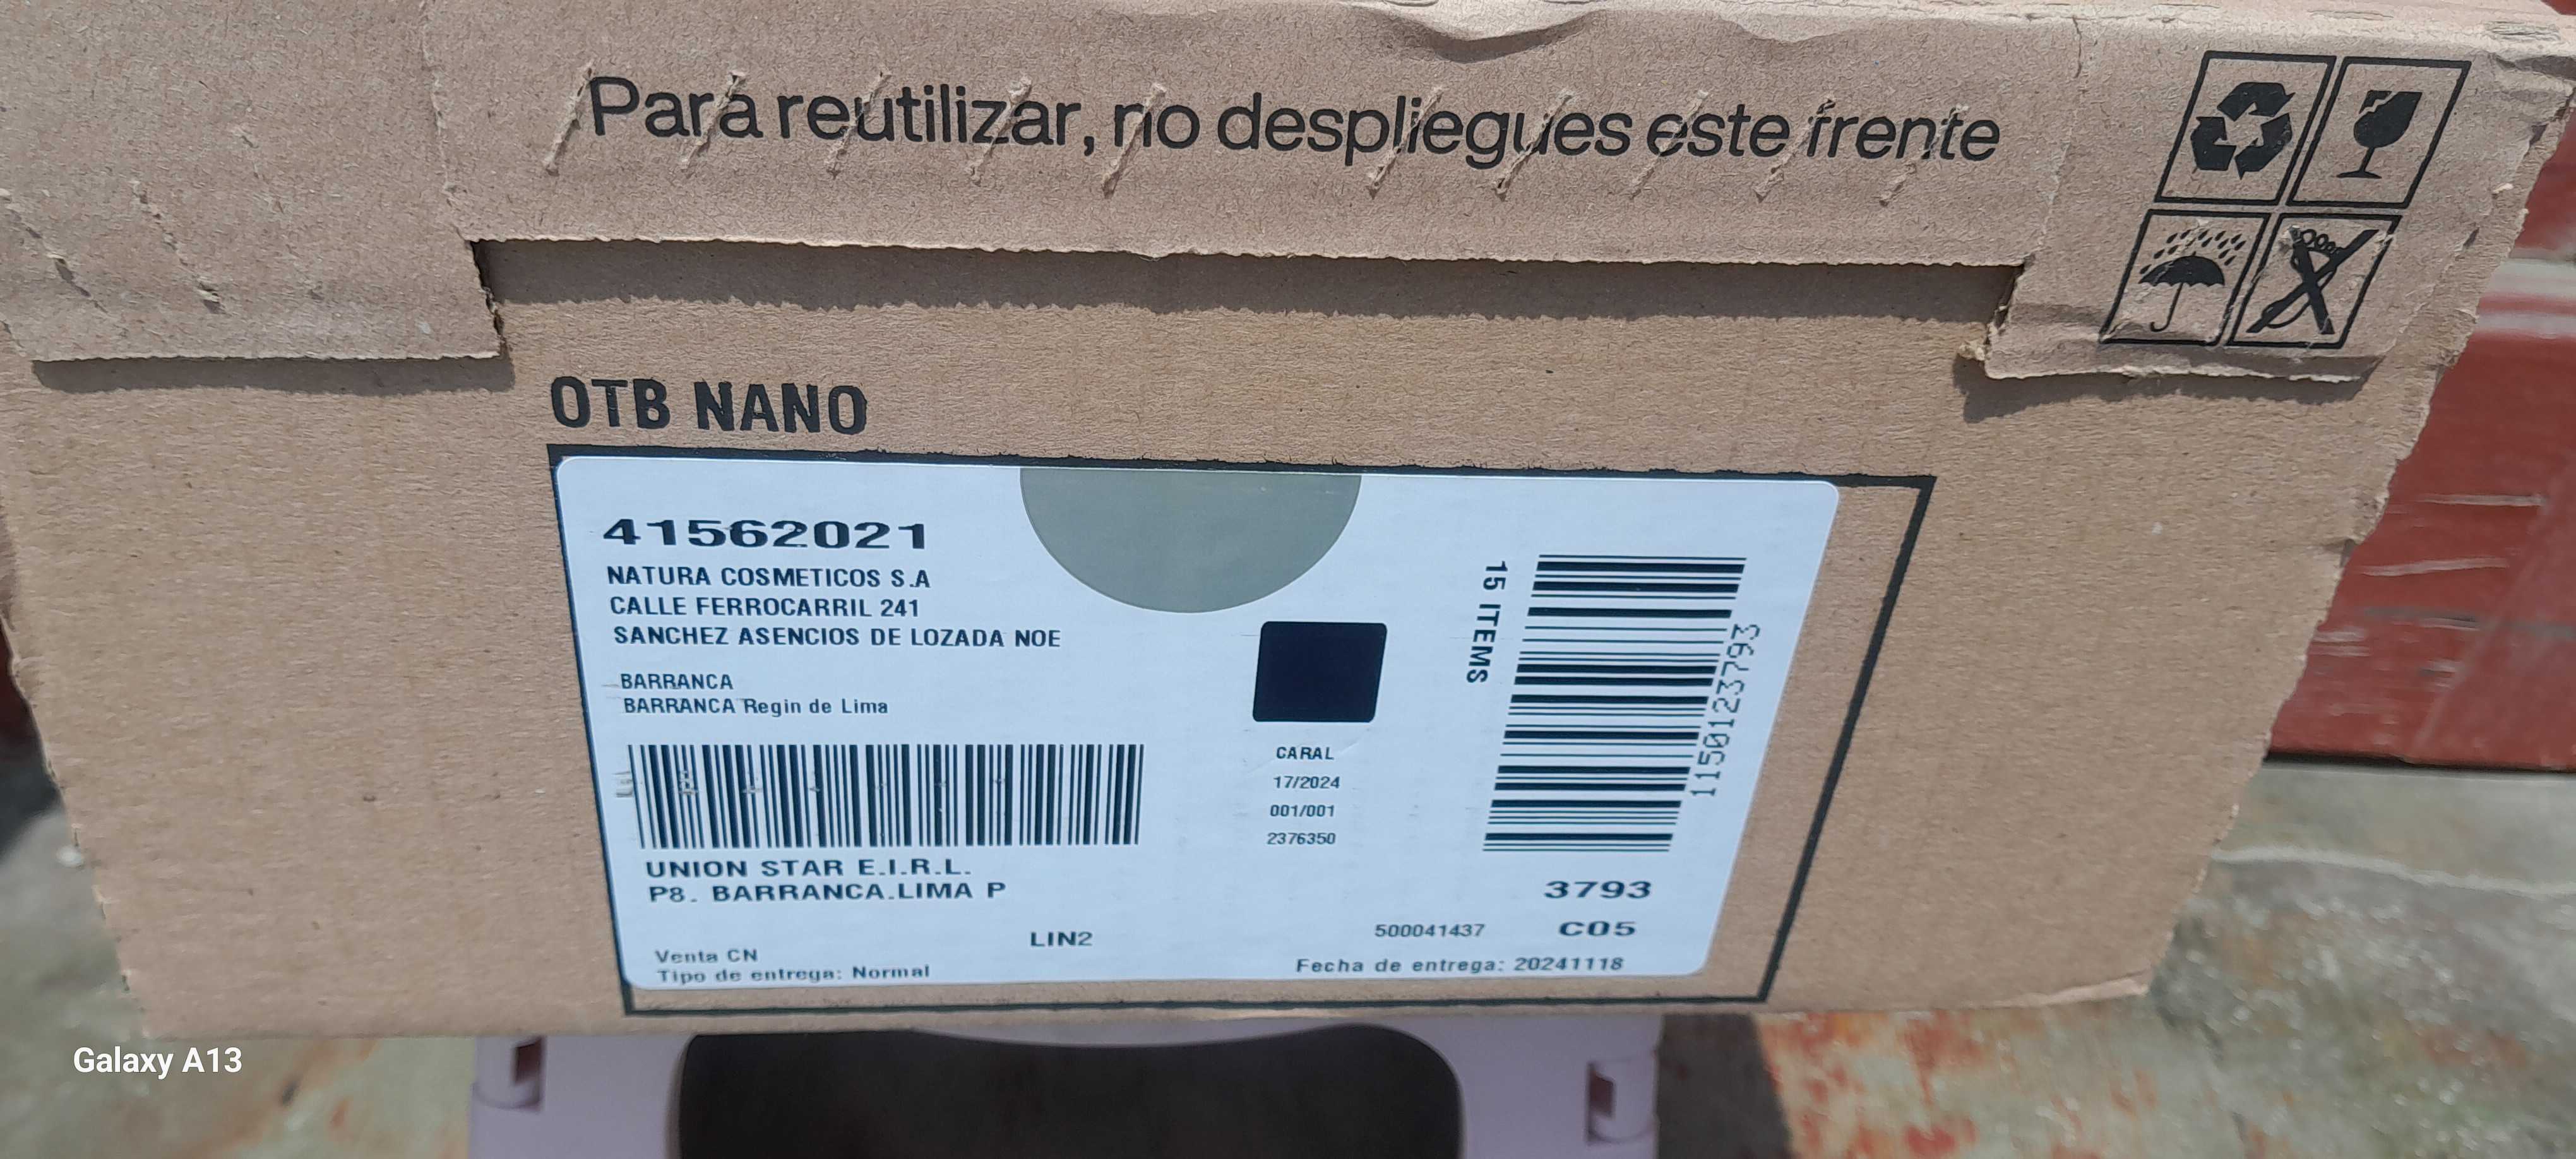 Para reutilizar, no despliegues este frente
OTB NANO
41562021
NATURA COSMETICOS S.A
CALLE FERROCARRIL 241
SANCHEZ ASENCIOS DE LOZADA NOE
BARRANCA
BARRANCA Regin de Lima
UNION STAR E.I.R.L.
P8. BARRANCA.LIMA P
LIN2
Venta CN
Tipo de entrega: Normal
CARAL
17/2024
001/001
2376350
15 ITEMS
11501237793
3793
500041437 C05
Fecha de entrega: 20241118
Galaxy A13